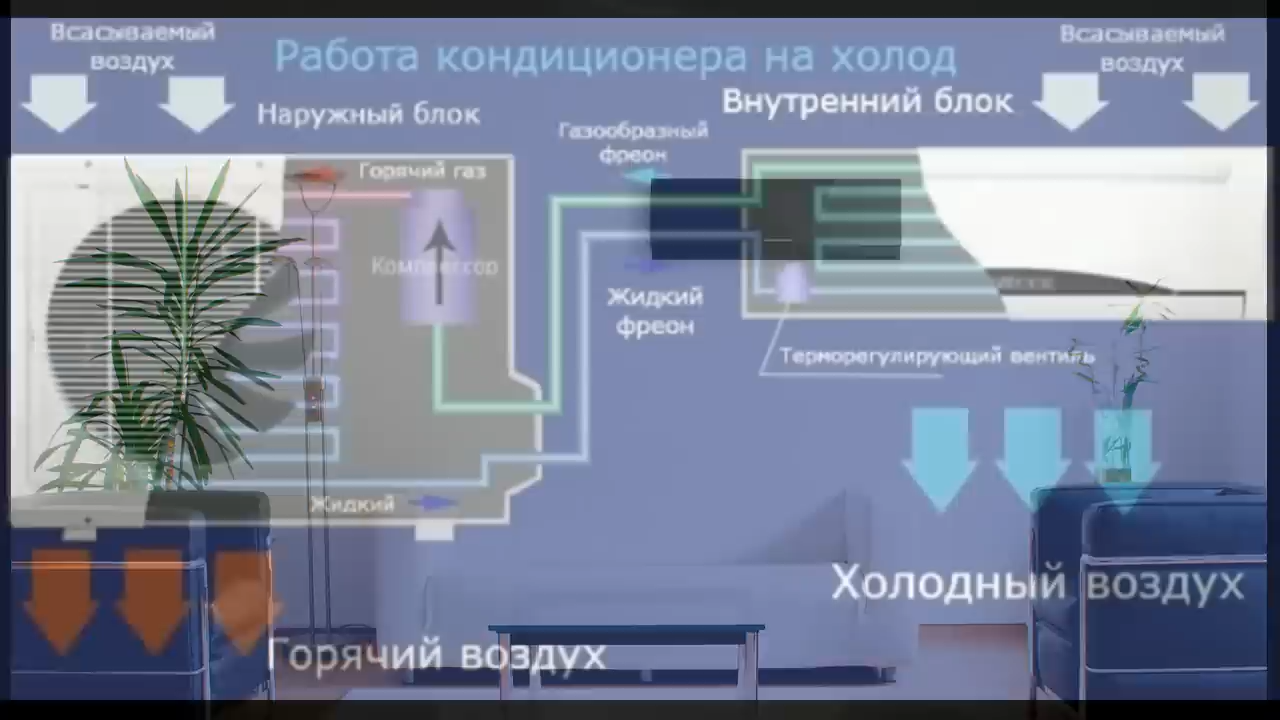 Всасываемый
воздух
Работа кондиционера на холод
Всасываемый
воздух
Наружный блок
Внутренний блок
Газообразный
фреон
Горячий газ
Компрессор
Жидкий
фреон
Терморегулирующий вентиль
Жидкий
Холодный воздух
Горячий воздух